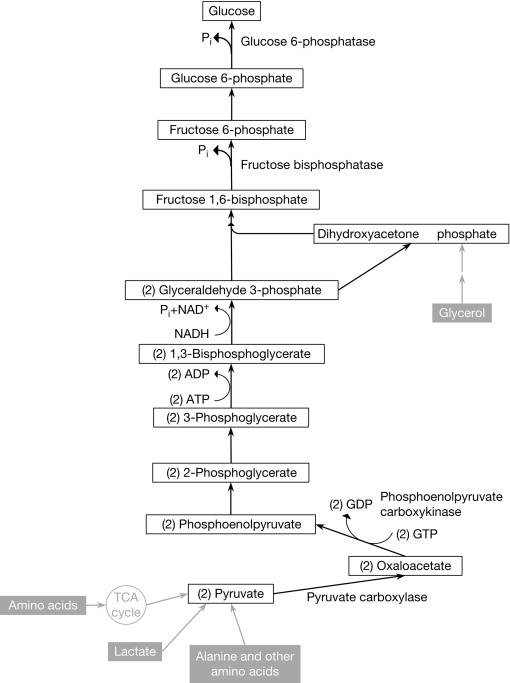 Glucose
Pi
Glucose 6-phosphatase
Glucose 6-phosphate
Fructose 6-phosphate
Pi
Fructose bisphosphatase
Fructose 1,6-bisphosphate
Dihydroxyacetone phosphate
(2) Glyceraldehyde 3-phosphate
Glycerol
Pi+NAD+
NADH
(2) 1,3-Bisphosphoglycerate
(2) ADP
(2) ATP
(2) 3-Phosphoglycerate
(2) 2-Phosphoglycerate
(2) GDP
Phosphoenolpyruvate
carboxykinase
(2) Phosphoenolpyruvate
(2) GTP
(2) Oxaloacetate
Amino acids
TCA
cycle
(2) Pyruvate
Pyruvate carboxylase
Lactate
Alanine and other
amino acids